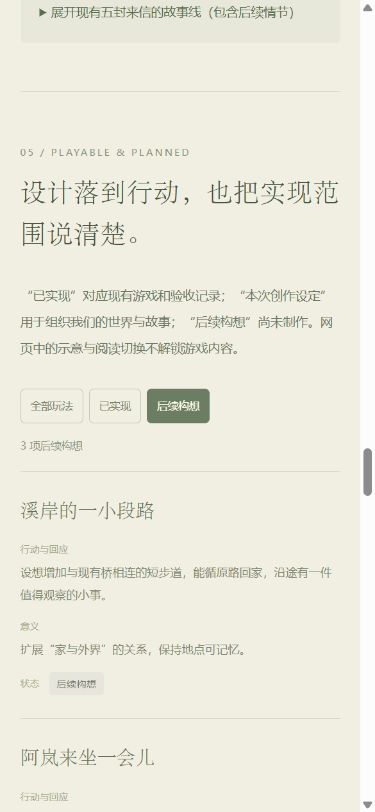 ▶ 展开现有五封来信的故事线（包含后续情节）
05 / PLAYABLE & PLANNED
设计落到行动，也把实现范
围说清楚。
“已实现”对应现有游戏和验收记录；“本次创作设定”
用于组织我们的世界与故事；“后续构想”尚未制作。网
页中的示意与阅读切换不解锁游戏内容。
全部玩法 已实现 后续构想
3 项后续构想
溪岸的一小段路
行动与回应
设想增加与现有桥相连的短步道，能循原路回家，沿途有一件
值得观察的小事。
意义
扩展“家与外界”的关系，保持地点可记忆。
状态 后续构想
阿岚来坐一会儿
行动与回应